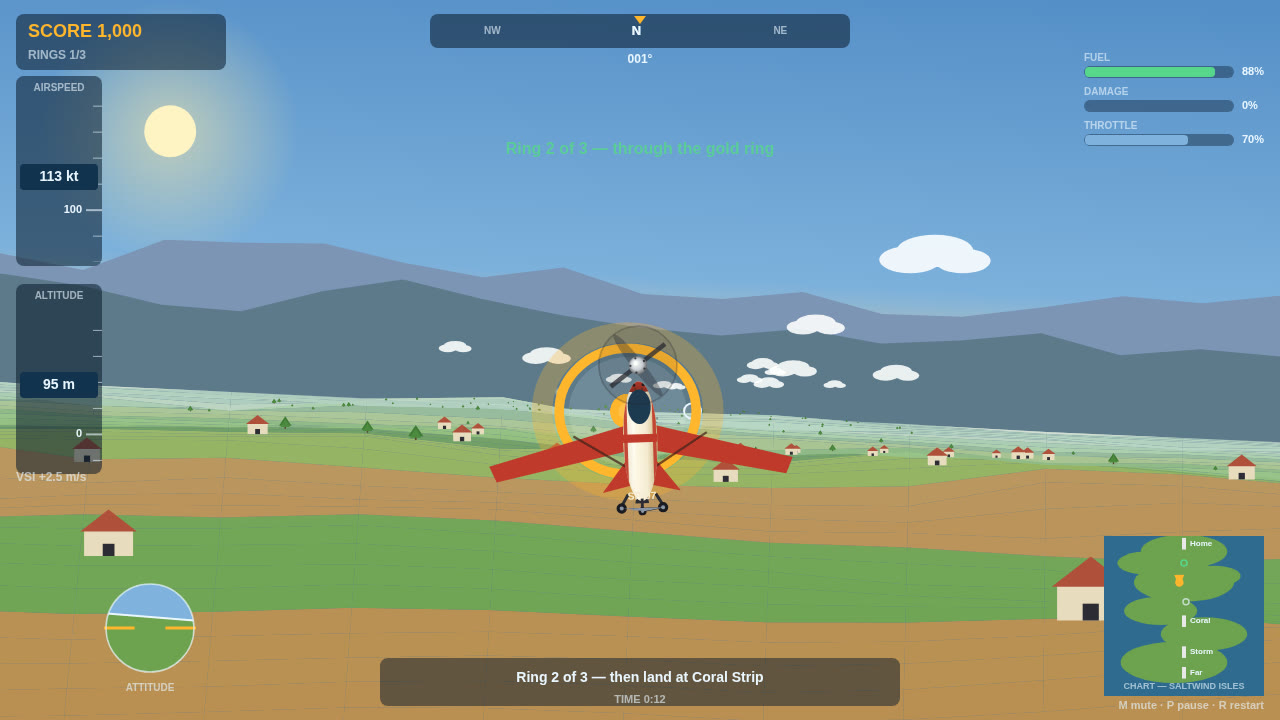 SCORE 1,000
RINGS 1/3
NW
N
NE
001°
FUEL
88%
DAMAGE
0%
THROTTLE
70%
AIRSPEED
113 kt
100
Ring 2 of 3 — through the gold ring
ALTITUDE
95 m
0
VSI +2.5 m/s
ATTITUDE
Ring 2 of 3 — then land at Coral Strip
TIME 0:12
Home
Coral
Storm
Far
CHART — SALTWIND ISLES
M mute · P pause · R restart